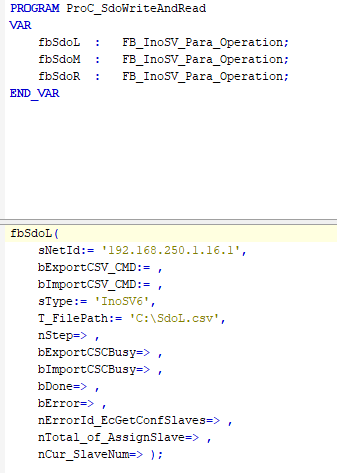 PROGRAM ProC_SdoWriteAndRead
VAR
fbSdoL : FB_InoSV_Para_Operation;
fbSdoM : FB_InoSV_Para_Operation;
fbSdoR : FB_InoSV_Para_Operation;
END_VAR
fbSdoL(
sNetId:= '192.168.250.1.16.1',
bExportCSV_CMD:= ,
bImportCSV_CMD:= ,
sType:= 'InoSV6',
T_FilePath:= 'C:\SdoL.csv',
nStep=> ,
bExportCSCBusy=> ,
bImportCSCBusy=> ,
bDone=> ,
bError=> ,
nErrorId_EcGetConfSlaves=> ,
nTotal_of_AssignSlave=> ,
nCur_SlaveNum=> );